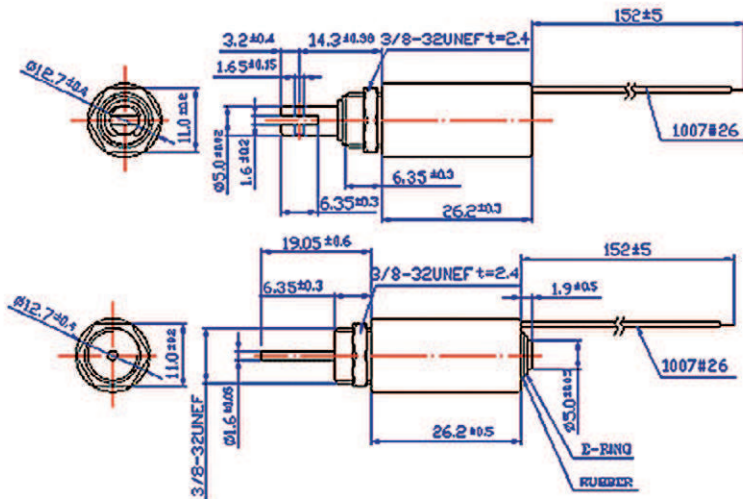 152±5
3.2±0.4
14.3±0.99
3/8-32UNEF t=2.4
1.65±0.15
Ø12.7±0.4
11.0±0.2
Ø5.0±0.02
1.6±0.2
1007#26
6.35±0.3
6.35±0.3
26.2±0.3
19.05±0.6
152±5
3/8-32UNEF t=2.4
6.35±0.3
1.9±0.5
Ø12.7±0.4
11.0±0.2
1007#26
3/8-32UNEF
Ø1.6±0.05
Ø5.0
26.2±0.5
E-RING
RUBBER